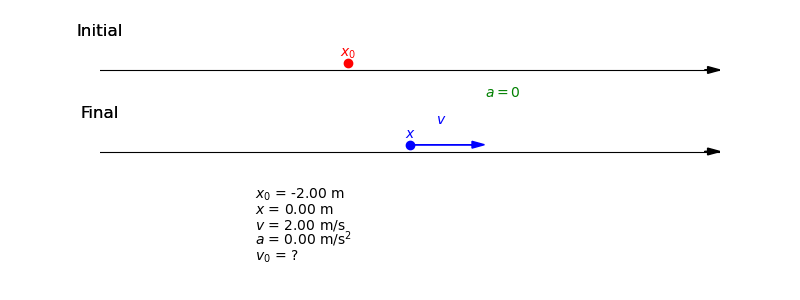 Initial
x₀
a = 0
Final
v
x
x₀ = -2.00 m
x = 0.00 m
v = 2.00 m/s
a = 0.00 m/s²
v₀ = ?